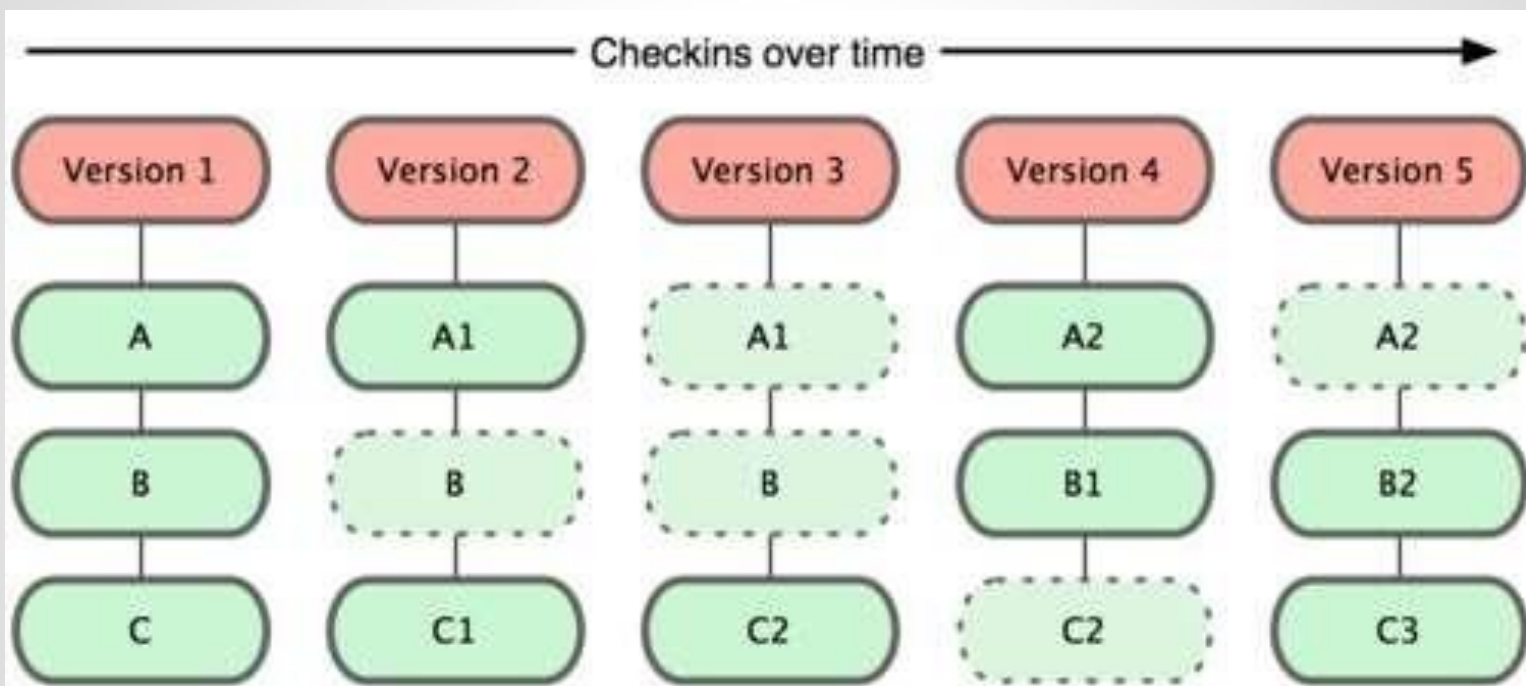 Checkins over time
Version 1 Version 2 Version 3 Version 4 Version 5
A A1 A1 A2 A2
B B B B1 B2
C C1 C2 C2 C3